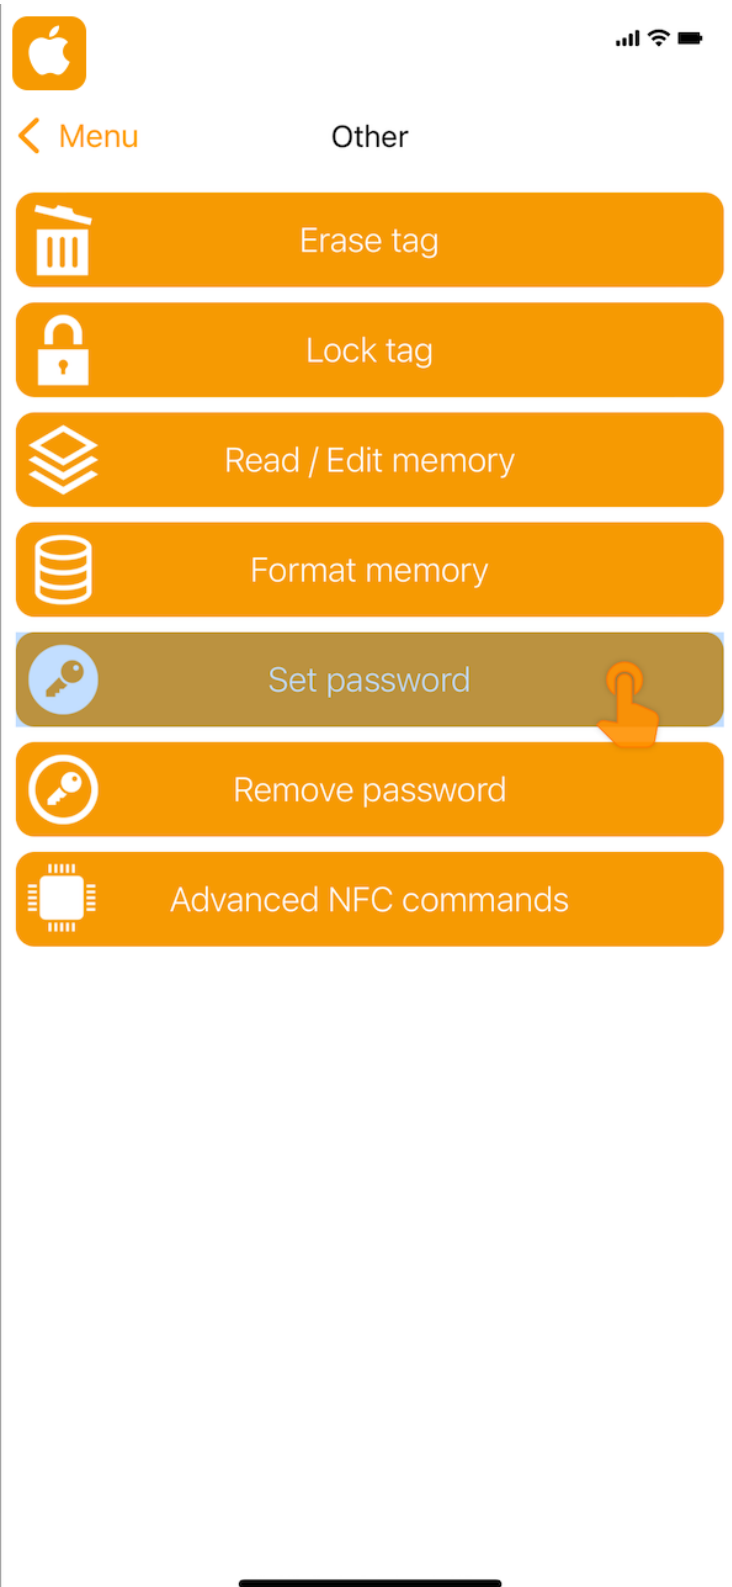 Menu
Other
Erase tag
Lock tag
Read / Edit memory
Format memory
Set password
Remove password
Advanced NFC commands